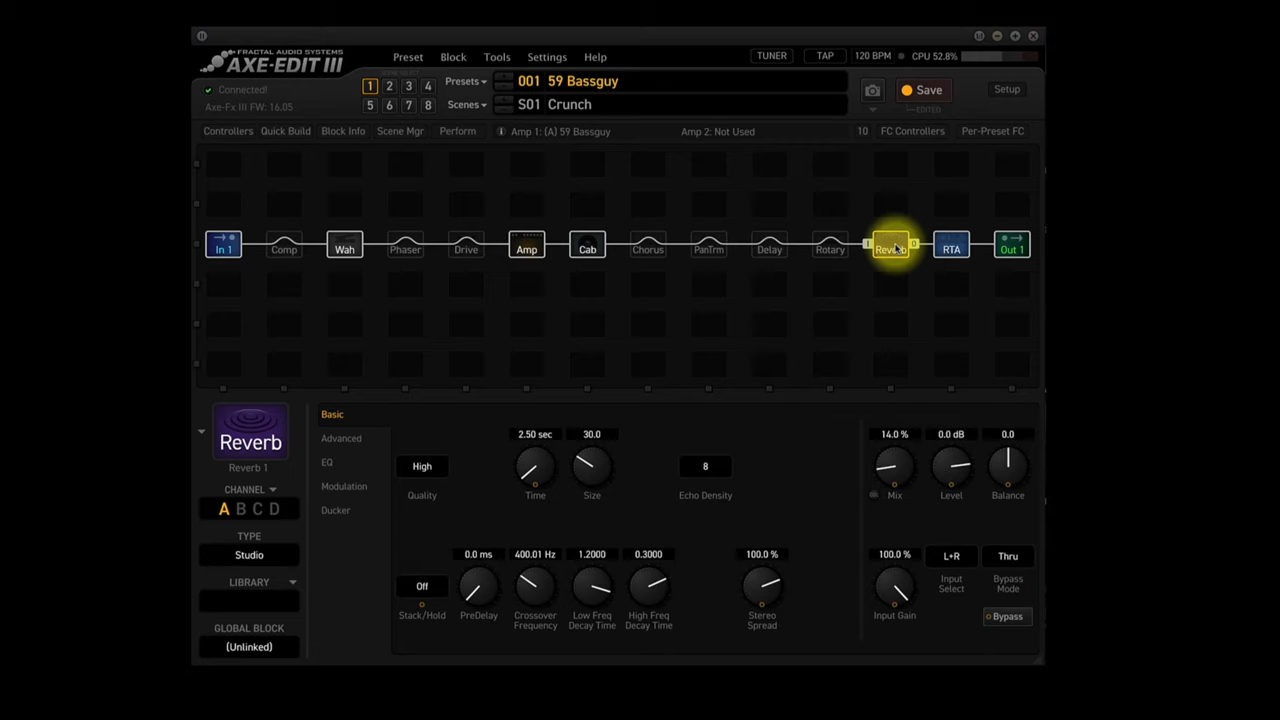 FRACTAL AUDIO SYSTEMS
AXE-EDIT III
Preset Block Tools Settings Help
TUNER TAP 120 BPM CPU 52.8%
Connected!
Axe-Fx III FW: 16.05
1 2 3 4
5 6 7 8
Presets 001 59 Bassguy
Scenes S01 Crunch
Save
EDITED
Setup
Controllers Quick Build Block Info Scene Mgr Perform Amp 1: (A) 59 Bassguy Amp 2: Not Used 10 FC Controllers Per-Preset FC
In 1 Comp Wah Phaser Drive Amp Cab Chorus PanTrm Delay Rotary Reverb RTA Out 1
Reverb
Reverb 1
CHANNEL
A B C D
TYPE
Studio
LIBRARY
GLOBAL BLOCK
(Unlinked)
Basic
Advanced
EQ
Modulation
Ducker
2.50 sec 30.0 14.0 % 0.0 dB 0.0
High 8
Quality Time Size Echo Density Mix Level Balance
0.0 ms 400.01 Hz 1.2000 0.3000 100.0 % 100.0 % L+R Thru
Off
Stack/Hold PreDelay Crossover Frequency Low Freq Decay Time High Freq Decay Time Stereo Spread Input Gain Input Select Bypass Mode
Bypass